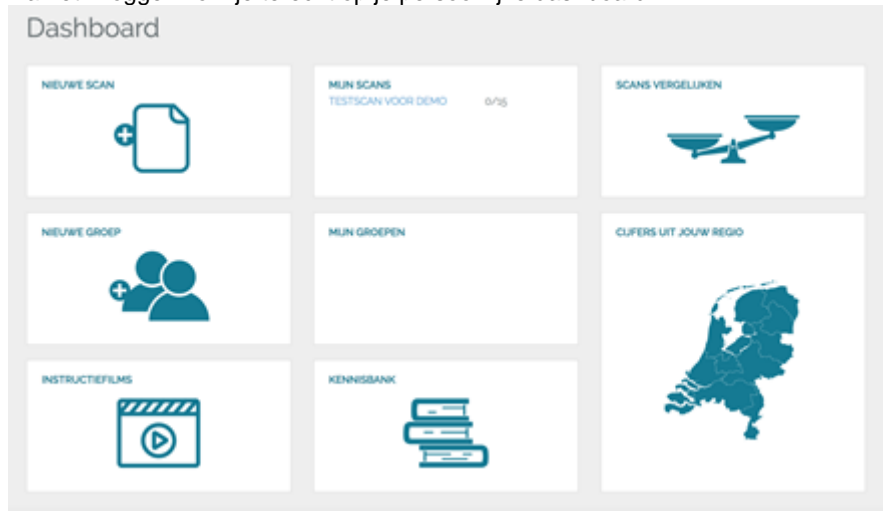 Dashboard
NIEUWE SCAN
MIJN SCANS
TESTSCAN VOOR DEMO 0/15
SCANS VERGELIJKEN
NIEUWE GROEP
MIJN GROEPEN
CIJFERS UIT JOUW REGIO
INSTRUCTIEFILMS
KENNISBANK